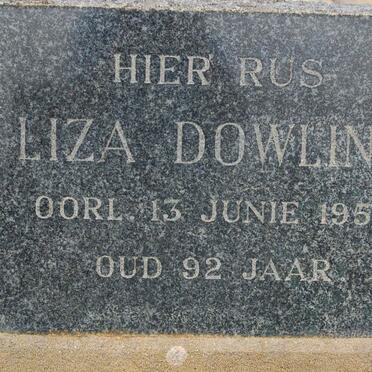 HIER RUS
LIZA DOWLIN
OORL. 13 JUNIE 195
OUD 92 JAAR